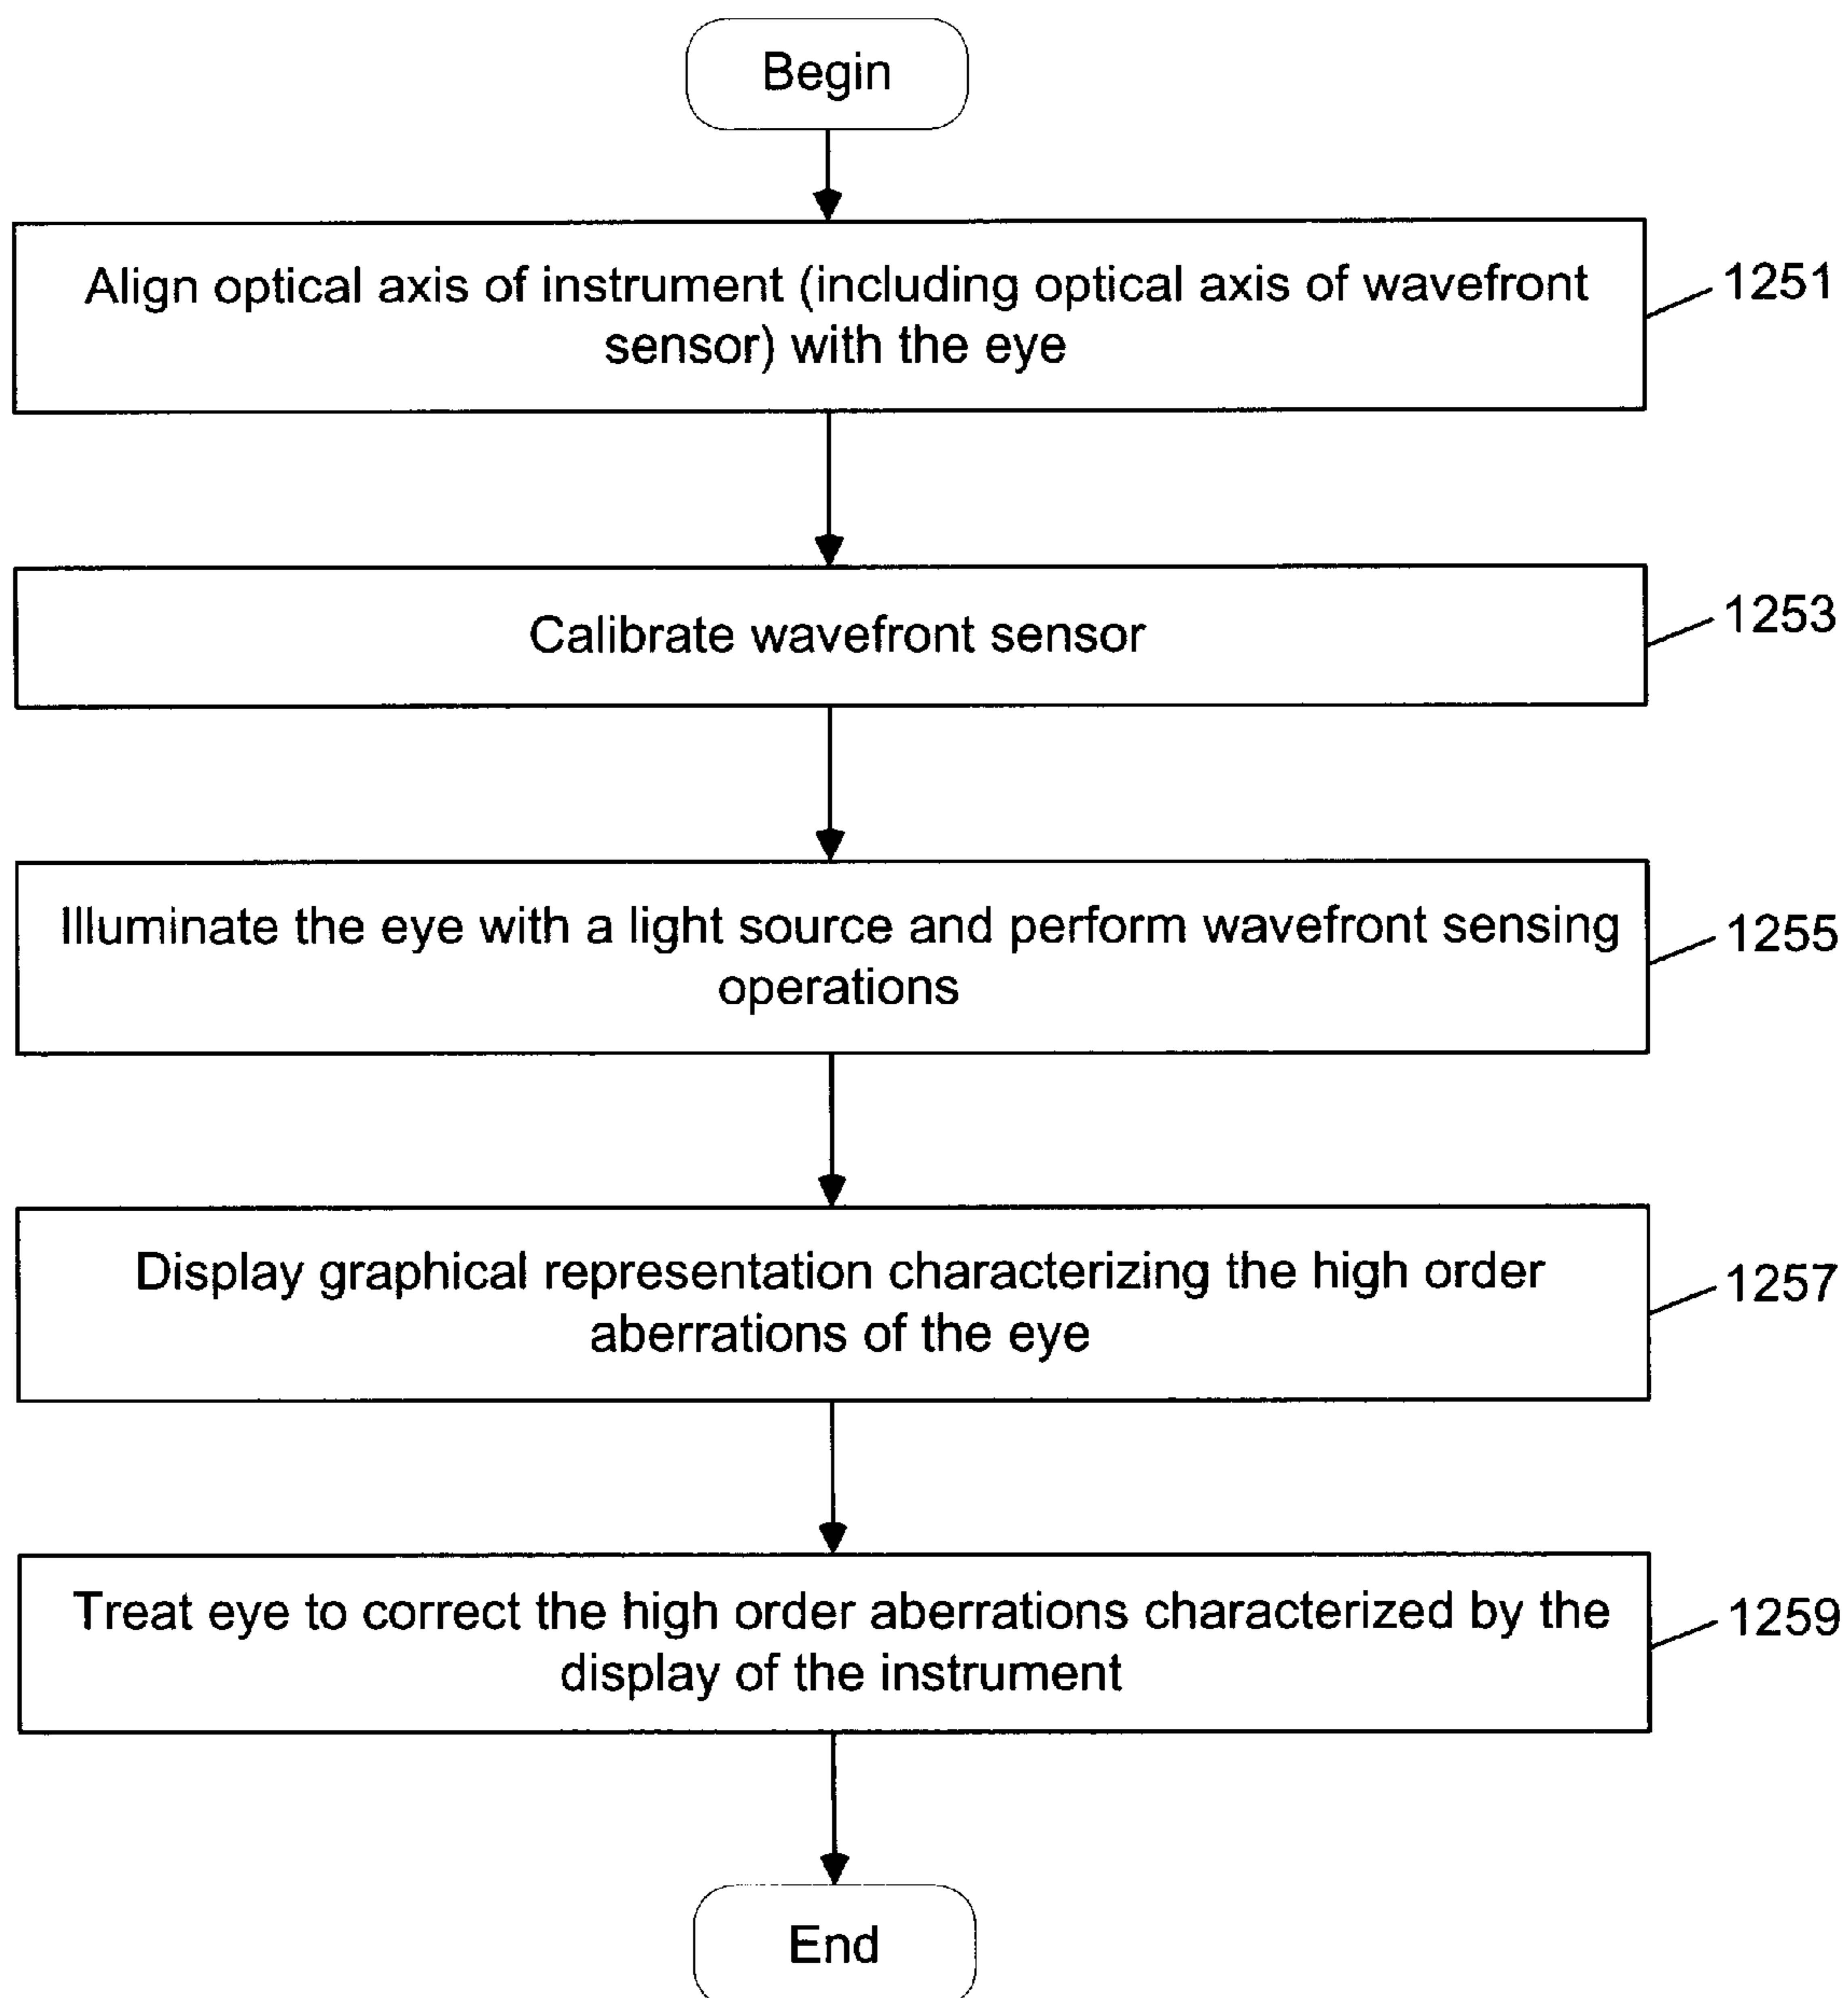 Begin
Align optical axis of instrument (including optical axis of wavefront
sensor) with the eye
1251
Calibrate wavefront sensor
1253
Illuminate the eye with a light source and perform wavefront sensing
operations
1255
Display graphical representation characterizing the high order
aberrations of the eye
1257
Treat eye to correct the high order aberrations characterized by the
display of the instrument
1259
End